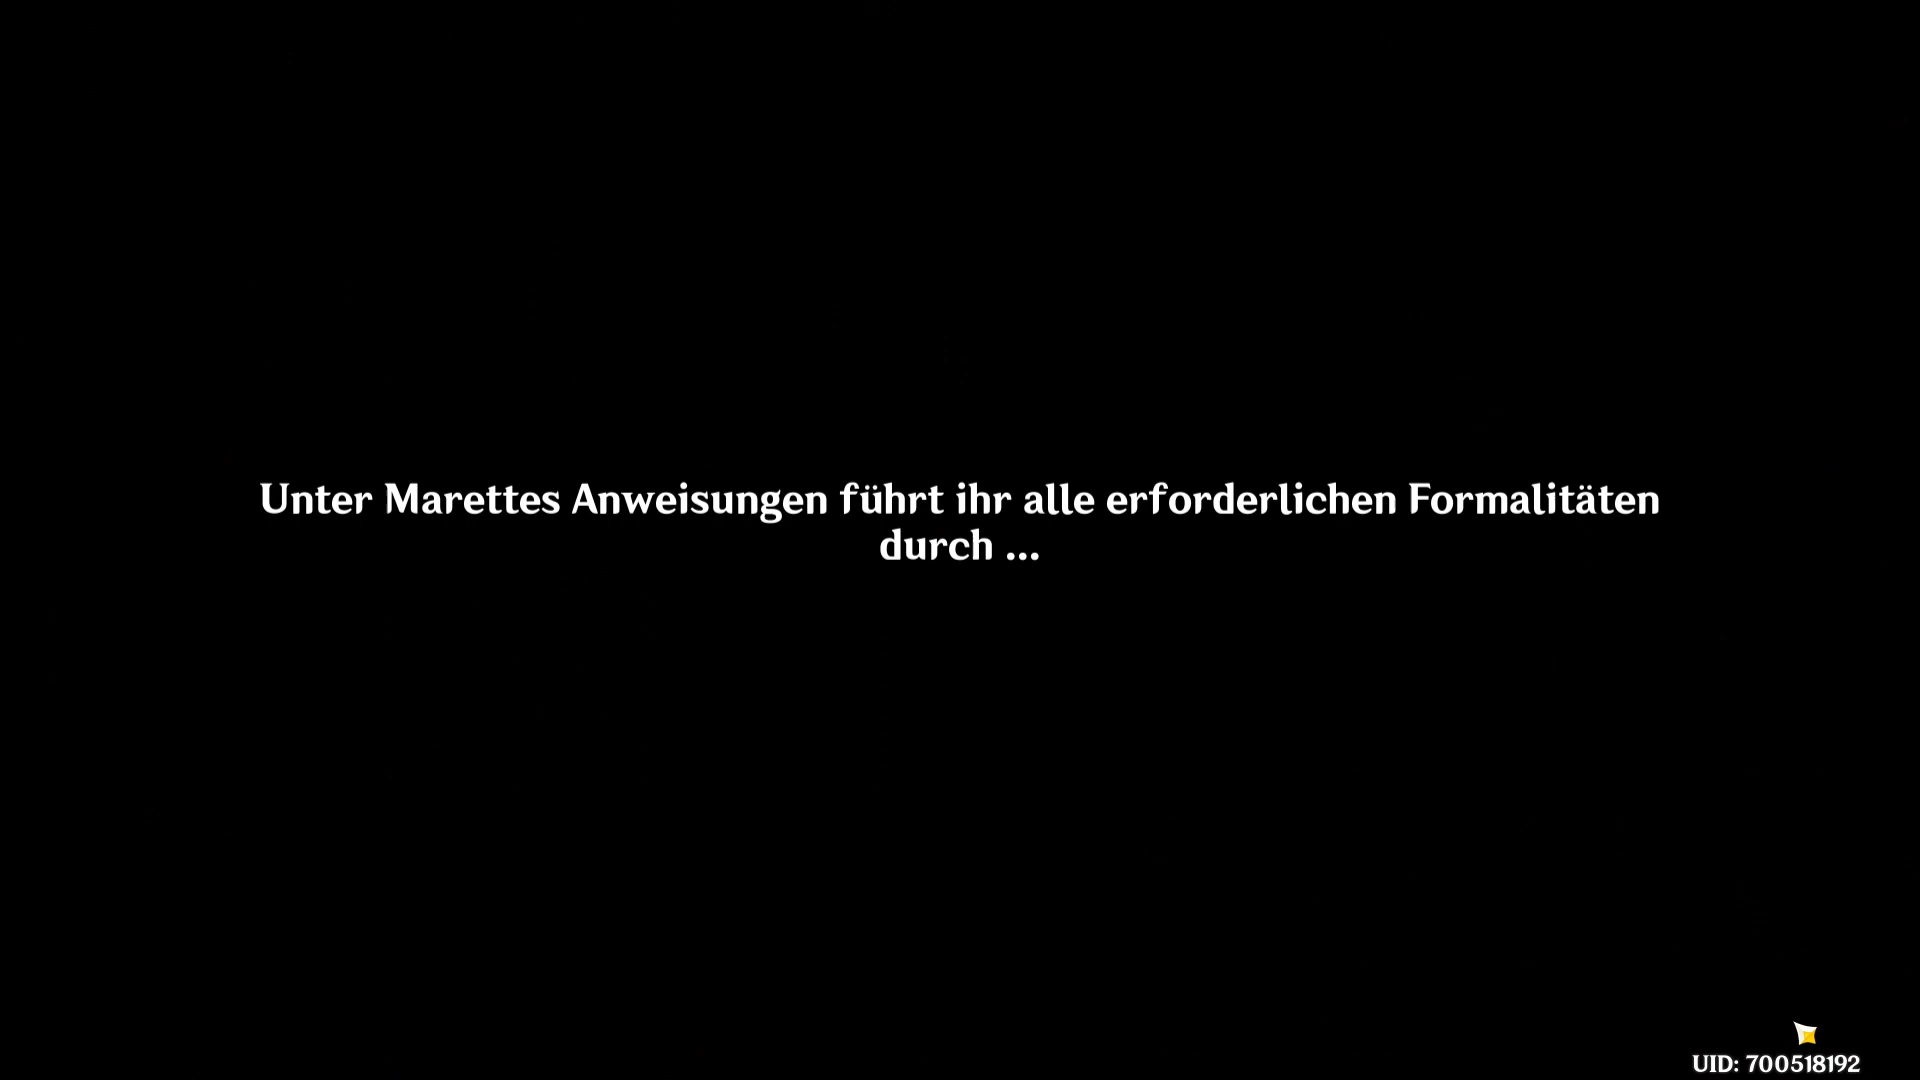 Unter Marettes Anweisungen führt ihr alle erforderlichen Formalitäten
durch ...
UID: 700518192